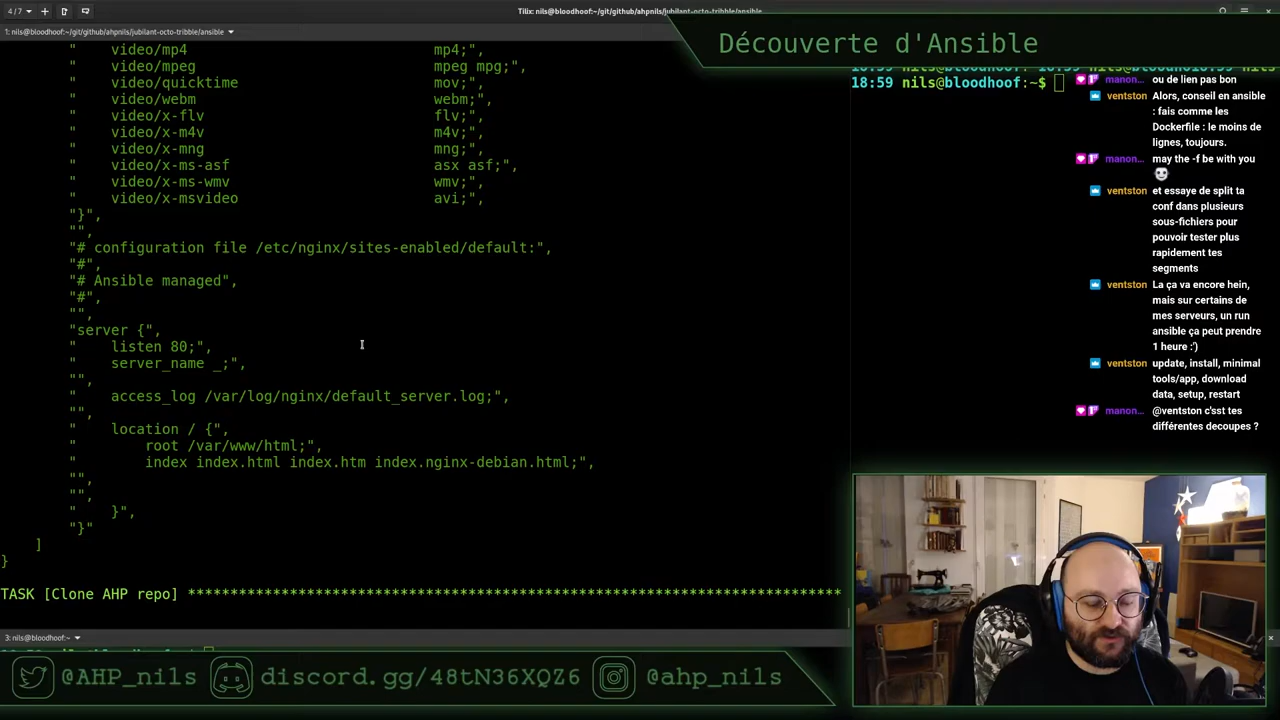 4 / 7
Tilix: nils@bloodhoof:~/git/github/ahpnils/jubilant-octo-tribble/ansible
1: nils@bloodhoof:~/git/github/ahpnils/jubilant-octo-tribble/ansible
Découverte d'Ansible
"    video/mp4                             mp4;",
"    video/mpeg                            mpeg mpg;",
"    video/quicktime                       mov;",
"    video/webm                            webm;",
"    video/x-flv                           flv;",
"    video/x-m4v                           m4v;",
"    video/x-mng                           mng;",
"    video/x-ms-asf                        asx asf;",
"    video/x-ms-wmv                        wmv;",
"    video/x-msvideo                       avi;",
"}",
"",
"# configuration file /etc/nginx/sites-enabled/default:",
"#",
"# Ansible managed",
"#",
"",
"server {",
"    listen 80;",
"    server_name _;",
"",
"    access_log /var/log/nginx/default_server.log;",
"",
"    location / {",
"        root /var/www/html;",
"        index index.html index.htm index.nginx-debian.html;",
"",
"",
"    }",
"}"
]
}
TASK [Clone AHP repo] *****************************************************************************
3: nils@bloodhoof:~
18:59 nils@bloodhoof:~$
manon... ou de lien pas bon
ventston Alors, conseil en ansible
: fais comme les
Dockerfile : le moins de
lignes, toujours.
manon... may the -f be with you
ventston et essaye de split ta
conf dans plusieurs
sous-fichiers pour
pouvoir tester plus
rapidement tes
segments
ventston La ça va encore hein,
mais sur certains de
mes serveurs, un run
ansible ça peut prendre
1 heure :')
ventston update, install, minimal
tools/app, download
data, setup, restart
manon... @ventston c'sst tes
différentes decoupes ?
@AHP_nils
discord.gg/48tN36XQZ6
@ahp_nils